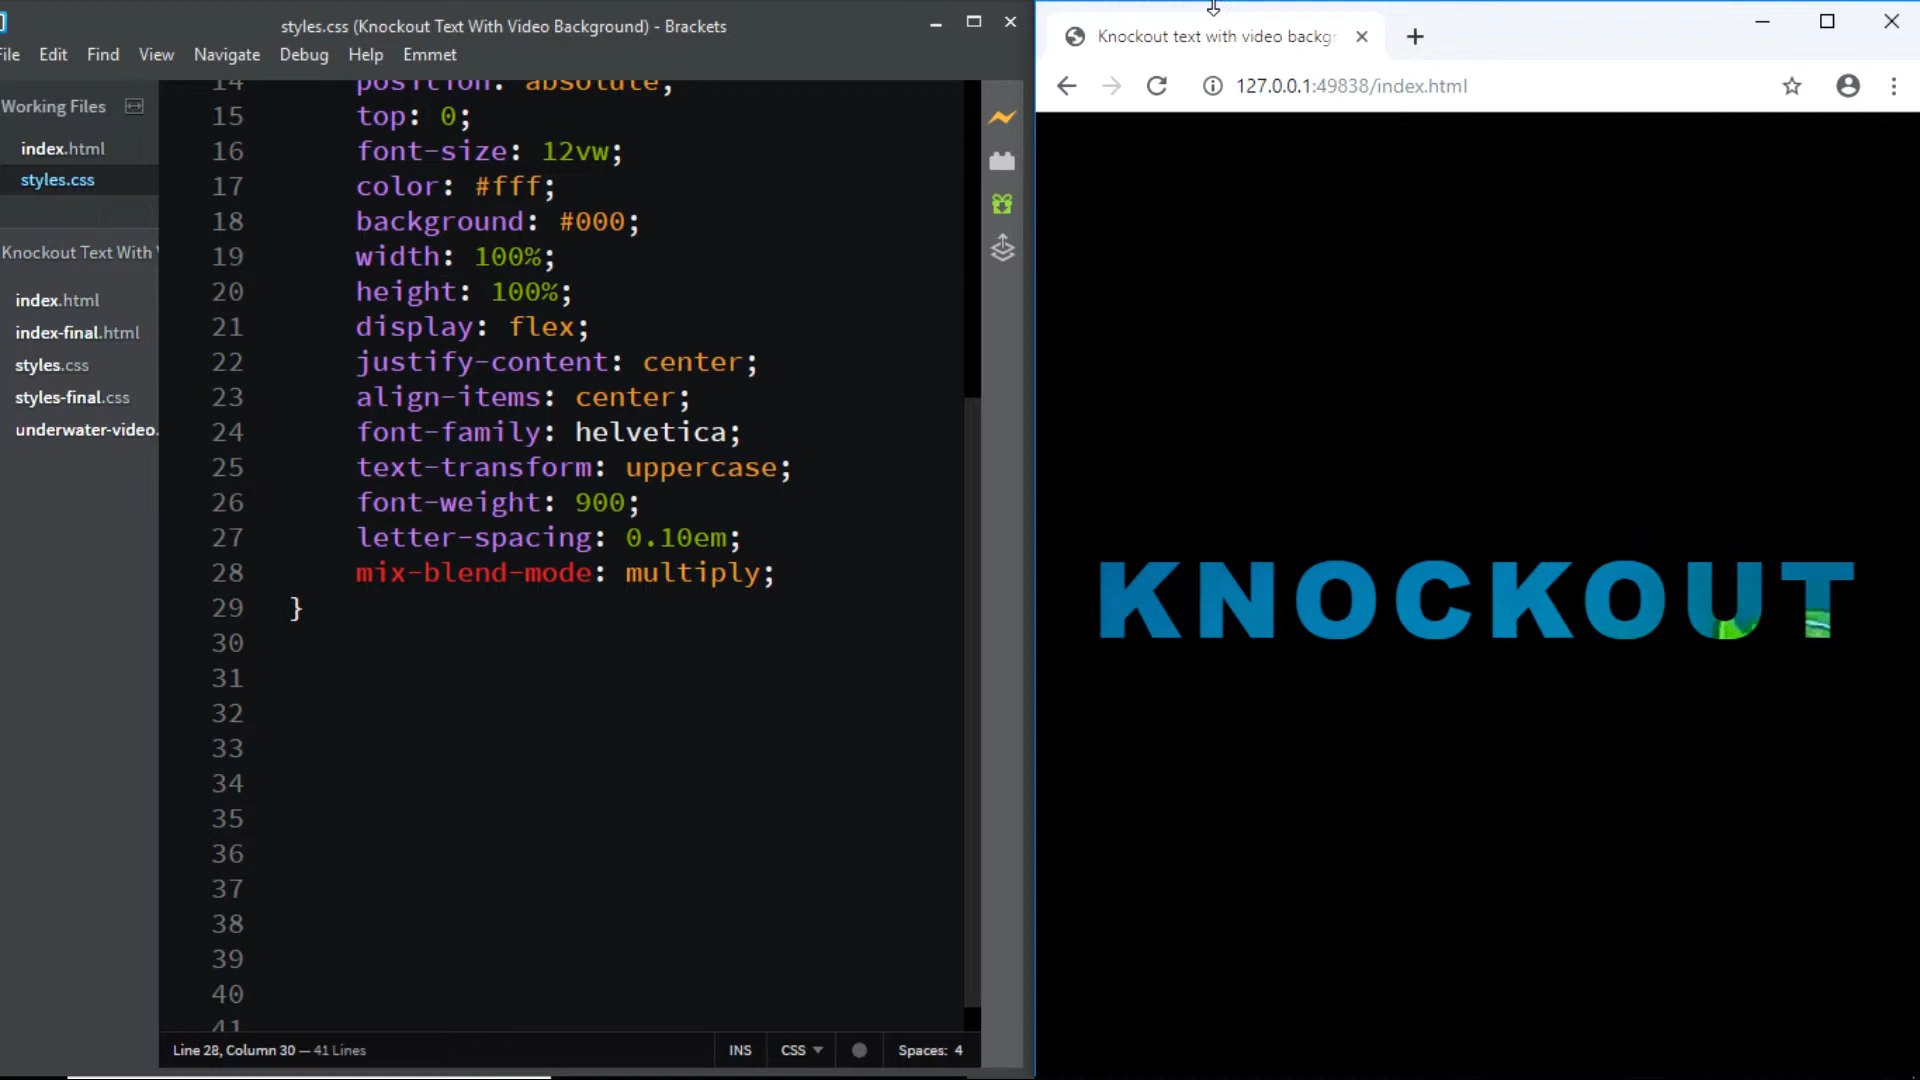 styles.css (Knockout Text With Video Background) - Brackets
File Edit Find View Navigate Debug Help Emmet
Working Files
index.html
styles.css
Knockout Text With
index.html
index-final.html
styles.css
styles-final.css
underwater-video.
14 position: absolute;
15 top: 0;
16 font-size: 12vw;
17 color: #fff;
18 background: #000;
19 width: 100%;
20 height: 100%;
21 display: flex;
22 justify-content: center;
23 align-items: center;
24 font-family: helvetica;
25 text-transform: uppercase;
26 font-weight: 900;
27 letter-spacing: 0.10em;
28 mix-blend-mode: multiply;
29 }
30
31
32
33
34
35
36
37
38
39
40
41
Line 28, Column 30 — 41 Lines
INS CSS Spaces: 4
Knockout text with video backgr
127.0.0.1:49838/index.html
KNOCKOUT